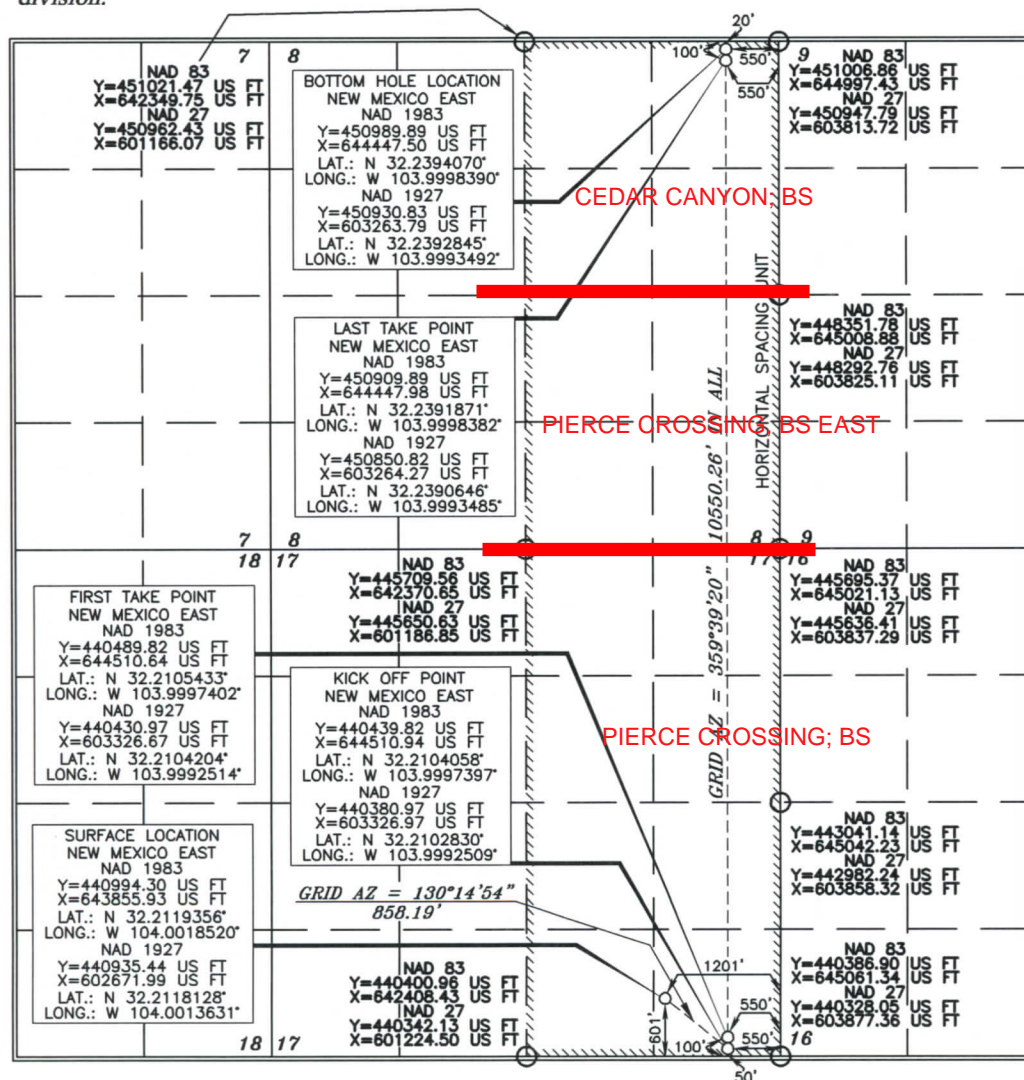 division.
20'
7 8
100'
550'
9
550'
NAD 83
Y=451021.47 US FT
X=642349.75 US FT
NAD 27
Y=450962.43 US FT
X=601166.07 US FT
BOTTOM HOLE LOCATION
NEW MEXICO EAST
NAD 1983
Y=450989.89 US FT
X=644447.50 US FT
LAT.: N 32.2394070°
LONG.: W 103.9998390°
NAD 1927
Y=450930.83 US FT
X=603263.79 US FT
LAT.: N 32.2392845°
LONG.: W 103.9993492°
NAD 83
Y=451006.86 US FT
X=644997.43 US FT
NAD 27
Y=450947.79 US FT
X=603813.72 US FT
CEDAR CANYON; BS
HORIZONTAL SPACING UNIT
LAST TAKE POINT
NEW MEXICO EAST
NAD 1983
Y=450909.89 US FT
X=644447.98 US FT
LAT.: N 32.2391871°
LONG.: W 103.9998382°
NAD 1927
Y=450850.82 US FT
X=603264.27 US FT
LAT.: N 32.2390646°
LONG.: W 103.9993485°
NAD 83
Y=448351.78 US FT
X=645008.88 US FT
NAD 27
Y=448292.76 US FT
X=603825.11 US FT
PIERCE CROSSING; BS EAST
GRID AZ = 359°39'20" 10550.26' IN ALL
7 8
18 17
8 9
17 16
NAD 83
Y=445709.56 US FT
X=642370.65 US FT
NAD 27
Y=445650.63 US FT
X=601186.85 US FT
NAD 83
Y=445695.37 US FT
X=645021.13 US FT
NAD 27
Y=445636.41 US FT
X=603837.29 US FT
FIRST TAKE POINT
NEW MEXICO EAST
NAD 1983
Y=440489.82 US FT
X=644510.64 US FT
LAT.: N 32.2105433°
LONG.: W 103.9997402°
NAD 1927
Y=440430.97 US FT
X=603326.67 US FT
LAT.: N 32.2104204°
LONG.: W 103.9992514°
KICK OFF POINT
NEW MEXICO EAST
NAD 1983
Y=440439.82 US FT
X=644510.94 US FT
LAT.: N 32.2104058°
LONG.: W 103.9997397°
NAD 1927
Y=440380.97 US FT
X=603326.97 US FT
LAT.: N 32.2102830°
LONG.: W 103.9992509°
PIERCE CROSSING; BS
SURFACE LOCATION
NEW MEXICO EAST
NAD 1983
Y=440994.30 US FT
X=643855.93 US FT
LAT.: N 32.2119356°
LONG.: W 104.0018520°
NAD 1927
Y=440935.44 US FT
X=602671.99 US FT
LAT.: N 32.2118128°
LONG.: W 104.0013631°
NAD 83
Y=443041.14 US FT
X=645042.23 US FT
NAD 27
Y=442982.24 US FT
X=603858.32 US FT
GRID AZ = 130°14'54"
858.19'
NAD 83
Y=440400.96 US FT
X=642408.43 US FT
NAD 27
Y=440342.13 US FT
X=601224.50 US FT
1201'
601'
550'
100'
550'
50'
NAD 83
Y=440386.90 US FT
X=645061.34 US FT
NAD 27
Y=440328.05 US FT
X=603877.36 US FT
18 17
16